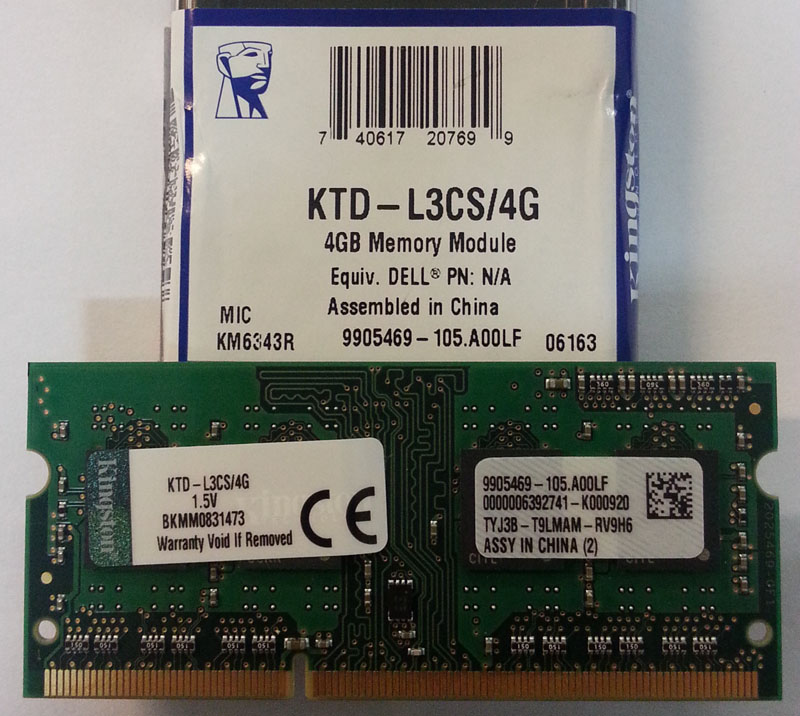 7 40617 20769 9
KTD-L3CS/4G
4GB Memory Module
Equiv. DELL® PN: N/A
Assembled in China
MIC
KM6343R
9905469-105.A00LF
06163
Kingston®
Kingston
KTD-L3CS/4G
1.5V
BKMM0831473
Warranty Void If Removed
CE
9905469-105.A00LF
0000006392741-K000920
TYJ3B-T9LMAM-RV9H6
ASSY IN CHINA (2)